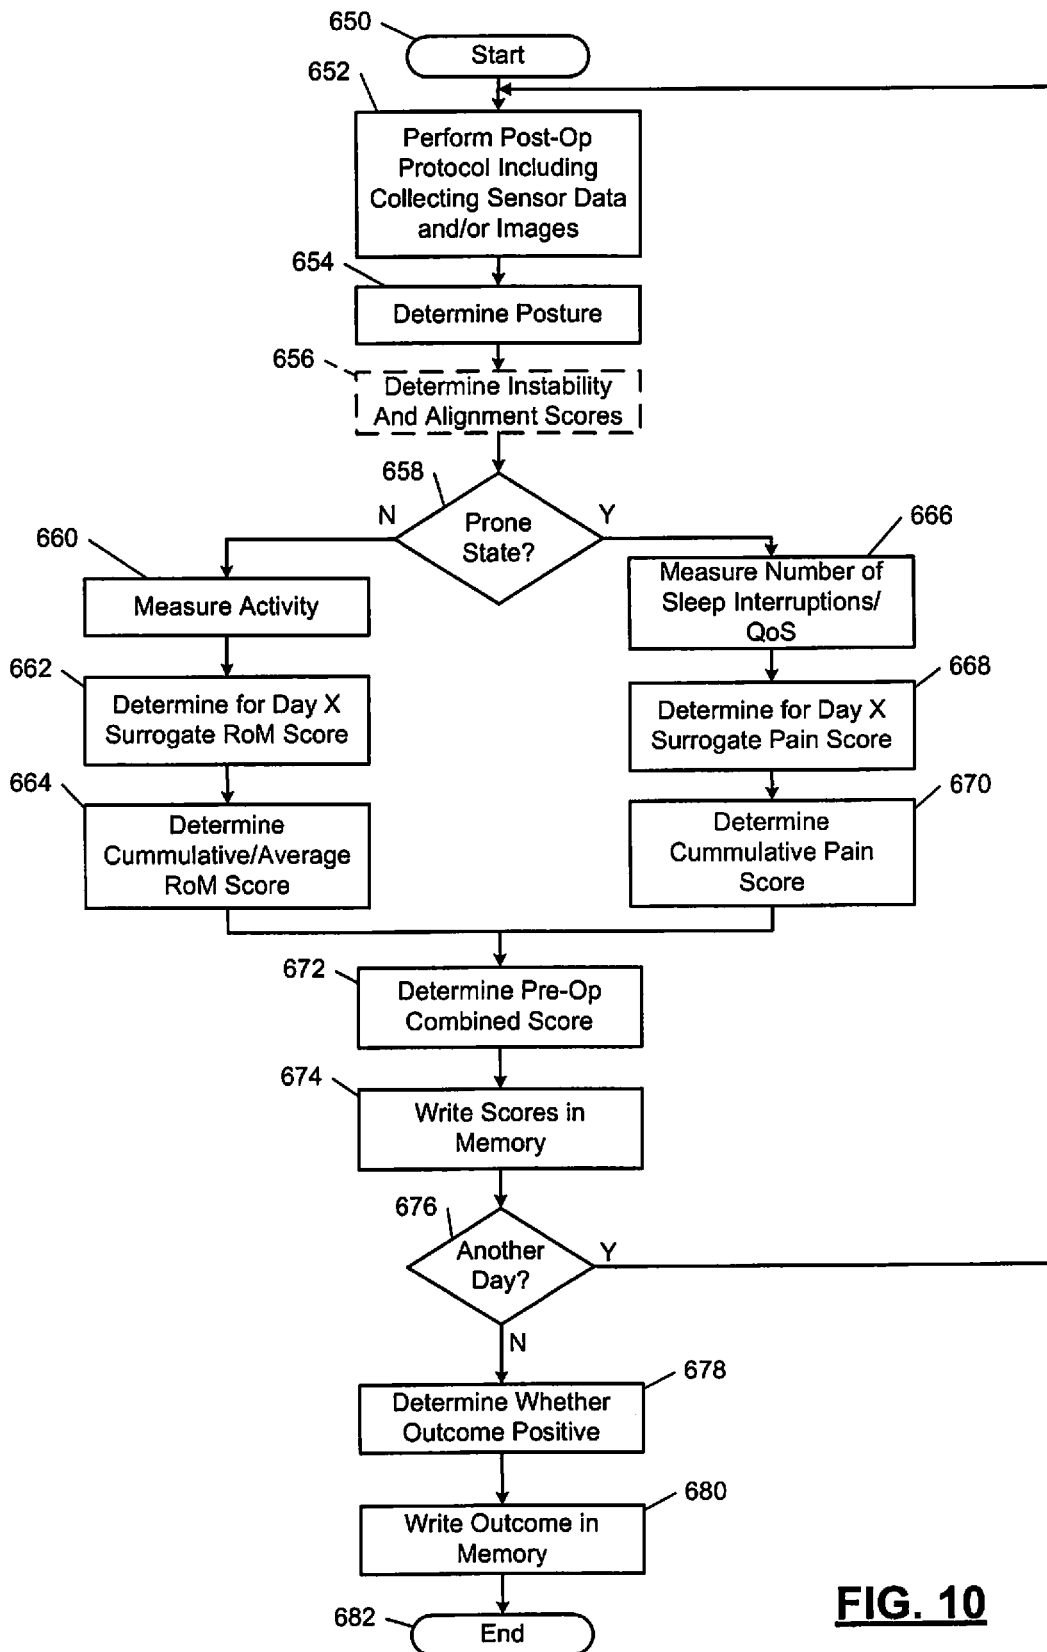 650
Start
652
Perform Post-Op
Protocol Including
Collecting Sensor Data
and/or Images
654
Determine Posture
656
Determine Instability
And Alignment Scores
658
Prone
State?
N
Y
660
Measure Activity
662
Determine for Day X
Surrogate RoM Score
664
Determine
Cummulative/Average
RoM Score
666
Measure Number of
Sleep Interruptions/
QoS
668
Determine for Day X
Surrogate Pain Score
670
Determine
Cummulative Pain
Score
672
Determine Pre-Op
Combined Score
674
Write Scores in
Memory
676
Another
Day?
Y
N
678
Determine Whether
Outcome Positive
680
Write Outcome in
Memory
682
End
FIG. 10